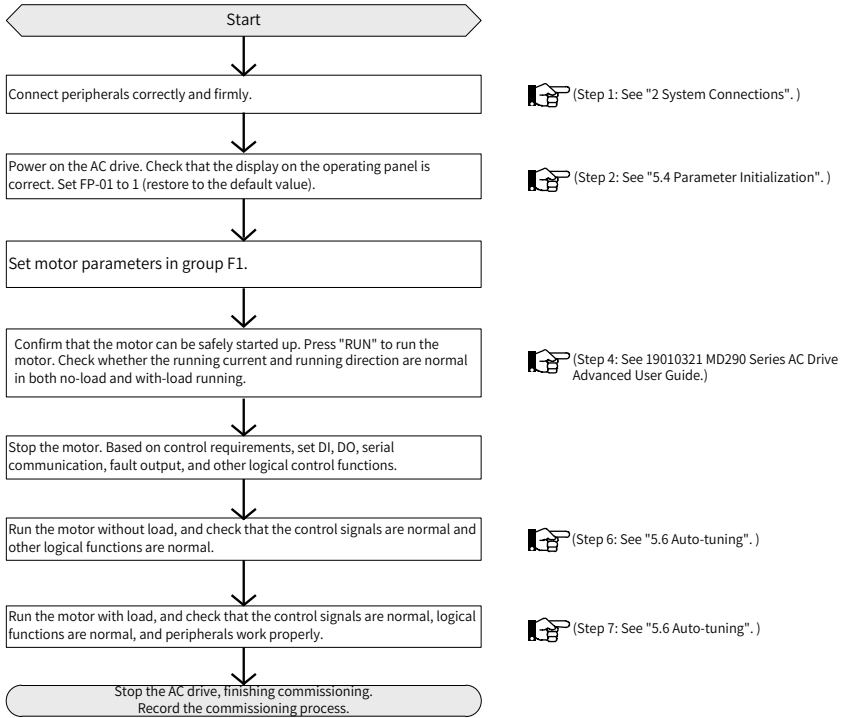 Start
Connect peripherals correctly and firmly.
(Step 1: See "2 System Connections". )
Power on the AC drive. Check that the display on the operating panel is
correct. Set FP-01 to 1 (restore to the default value).
(Step 2: See "5.4 Parameter Initialization". )
Set motor parameters in group F1.
Confirm that the motor can be safely started up. Press "RUN" to run the
motor. Check whether the running current and running direction are normal
in both no-load and with-load running.
(Step 4: See 19010321 MD290 Series AC Drive
Advanced User Guide.)
Stop the motor. Based on control requirements, set DI, DO, serial
communication, fault output, and other logical control functions.
Run the motor without load, and check that the control signals are normal and
other logical functions are normal.
(Step 6: See "5.6 Auto-tuning". )
Run the motor with load, and check that the control signals are normal, logical
functions are normal, and peripherals work properly.
(Step 7: See "5.6 Auto-tuning". )
Stop the AC drive, finishing commissioning.
Record the commissioning process.